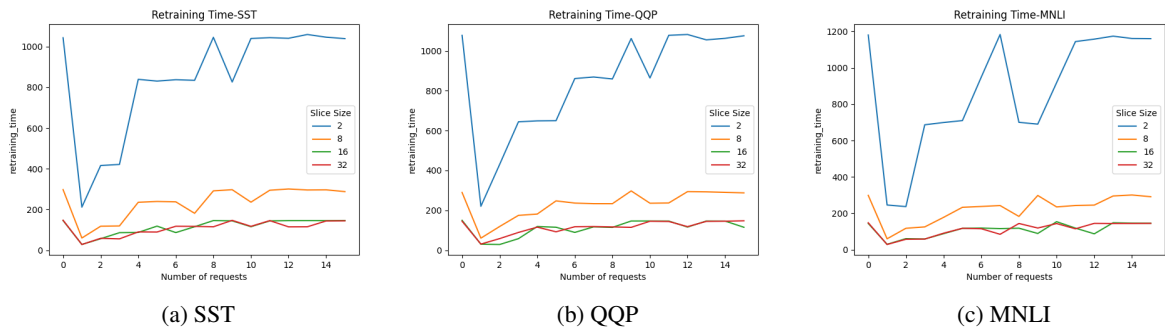 Retraining Time-SST
retraining_time
1000
800
600
400
200
0
0 2 4 6 8 10 12 14
Number of requests
Slice Size
2
8
16
32
(a) SST
Retraining Time-QQP
retraining_time
1000
800
600
400
200
0
0 2 4 6 8 10 12 14
Number of requests
Slice Size
2
8
16
32
(b) QQP
Retraining Time-MNLI
retraining_time
1200
1000
800
600
400
200
0
0 2 4 6 8 10 12 14
Number of requests
Slice Size
2
8
16
32
(c) MNLI